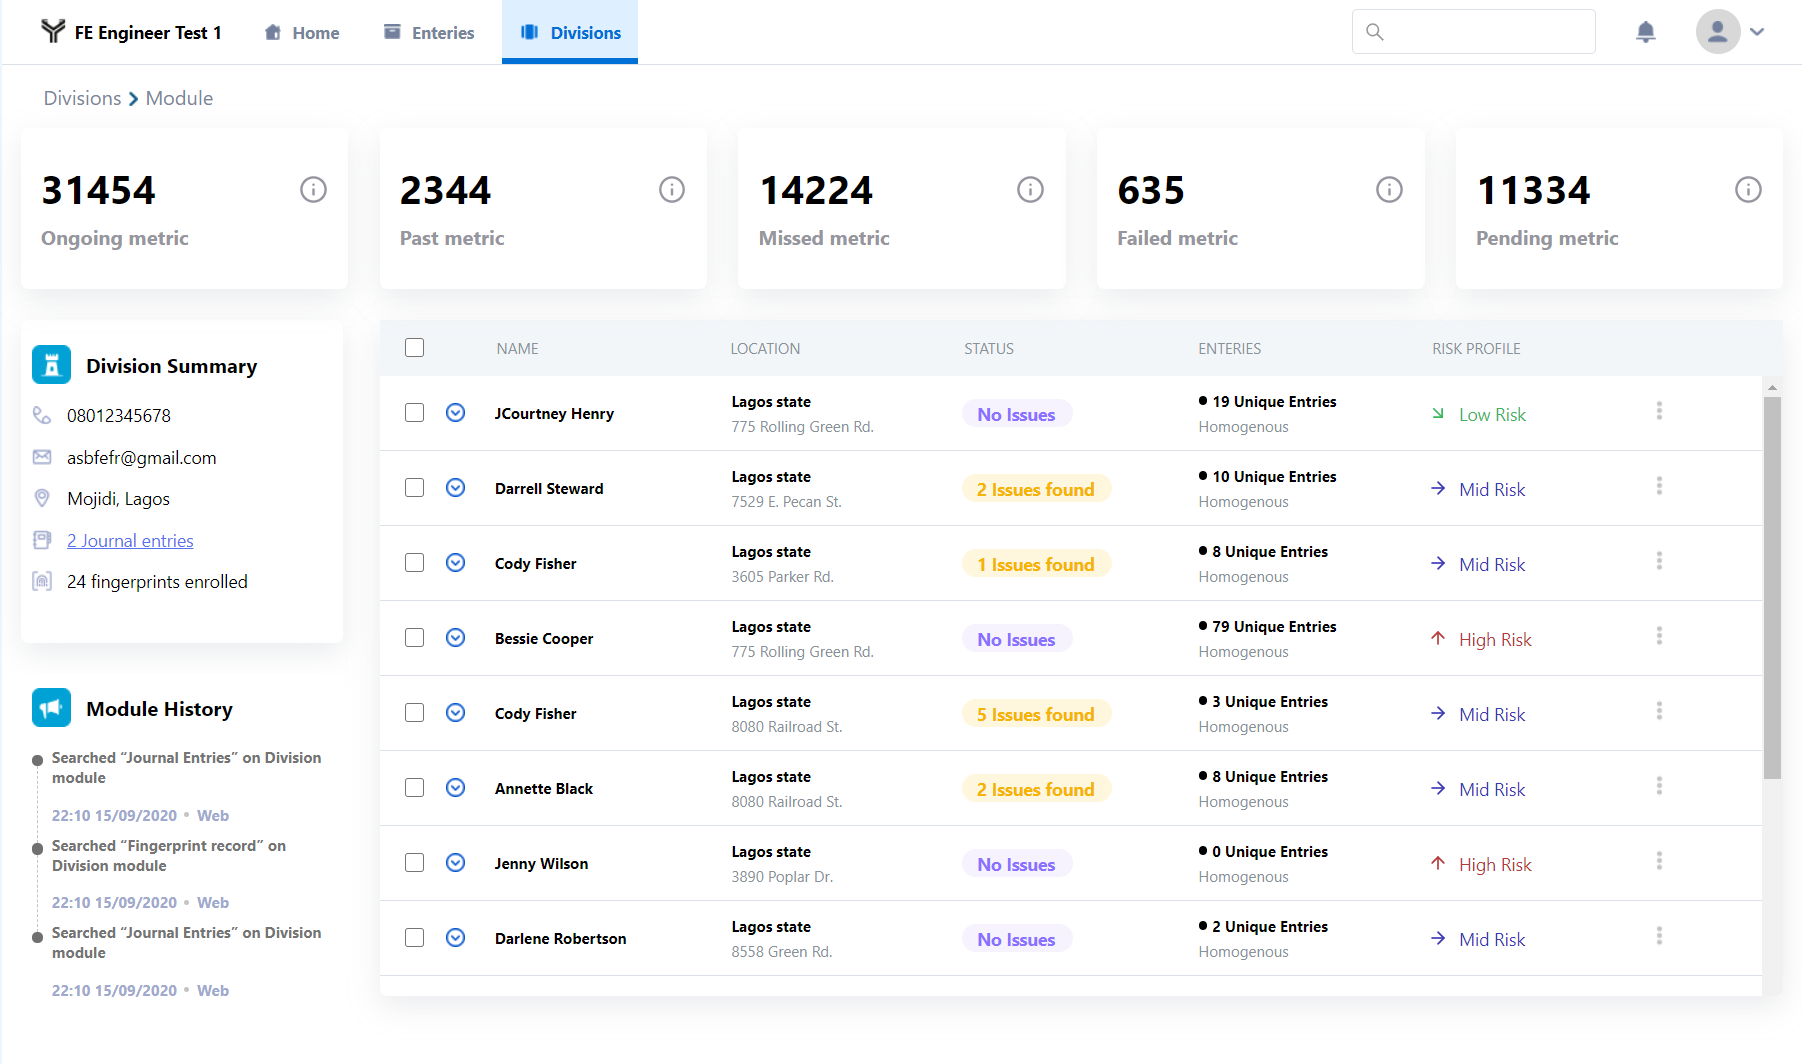 FE Engineer Test 1
Home
Enteries
Divisions
Divisions
Module
31454
Ongoing metric
2344
Past metric
14224
Missed metric
635
Failed metric
11334
Pending metric
Division Summary
08012345678
asbfefr@gmail.com
Mojidi, Lagos
2 Journal entries
24 fingerprints enrolled
Module History
Searched “Journal Entries” on Division
module
22:10 15/09/2020 • Web
Searched “Fingerprint record” on
Division module
22:10 15/09/2020 • Web
Searched “Journal Entries” on Division
module
22:10 15/09/2020 • Web
NAME LOCATION STATUS ENTERIES RISK PROFILE
JCourtney Henry
Lagos state
775 Rolling Green Rd.
No Issues
19 Unique Entries
Homogenous
Low Risk
Darrell Steward
Lagos state
7529 E. Pecan St.
2 Issues found
10 Unique Entries
Homogenous
Mid Risk
Cody Fisher
Lagos state
3605 Parker Rd.
1 Issues found
8 Unique Entries
Homogenous
Mid Risk
Bessie Cooper
Lagos state
775 Rolling Green Rd.
No Issues
79 Unique Entries
Homogenous
High Risk
Cody Fisher
Lagos state
8080 Railroad St.
5 Issues found
3 Unique Entries
Homogenous
Mid Risk
Annette Black
Lagos state
8080 Railroad St.
2 Issues found
8 Unique Entries
Homogenous
Mid Risk
Jenny Wilson
Lagos state
3890 Poplar Dr.
No Issues
0 Unique Entries
Homogenous
High Risk
Darlene Robertson
Lagos state
8558 Green Rd.
No Issues
2 Unique Entries
Homogenous
Mid Risk